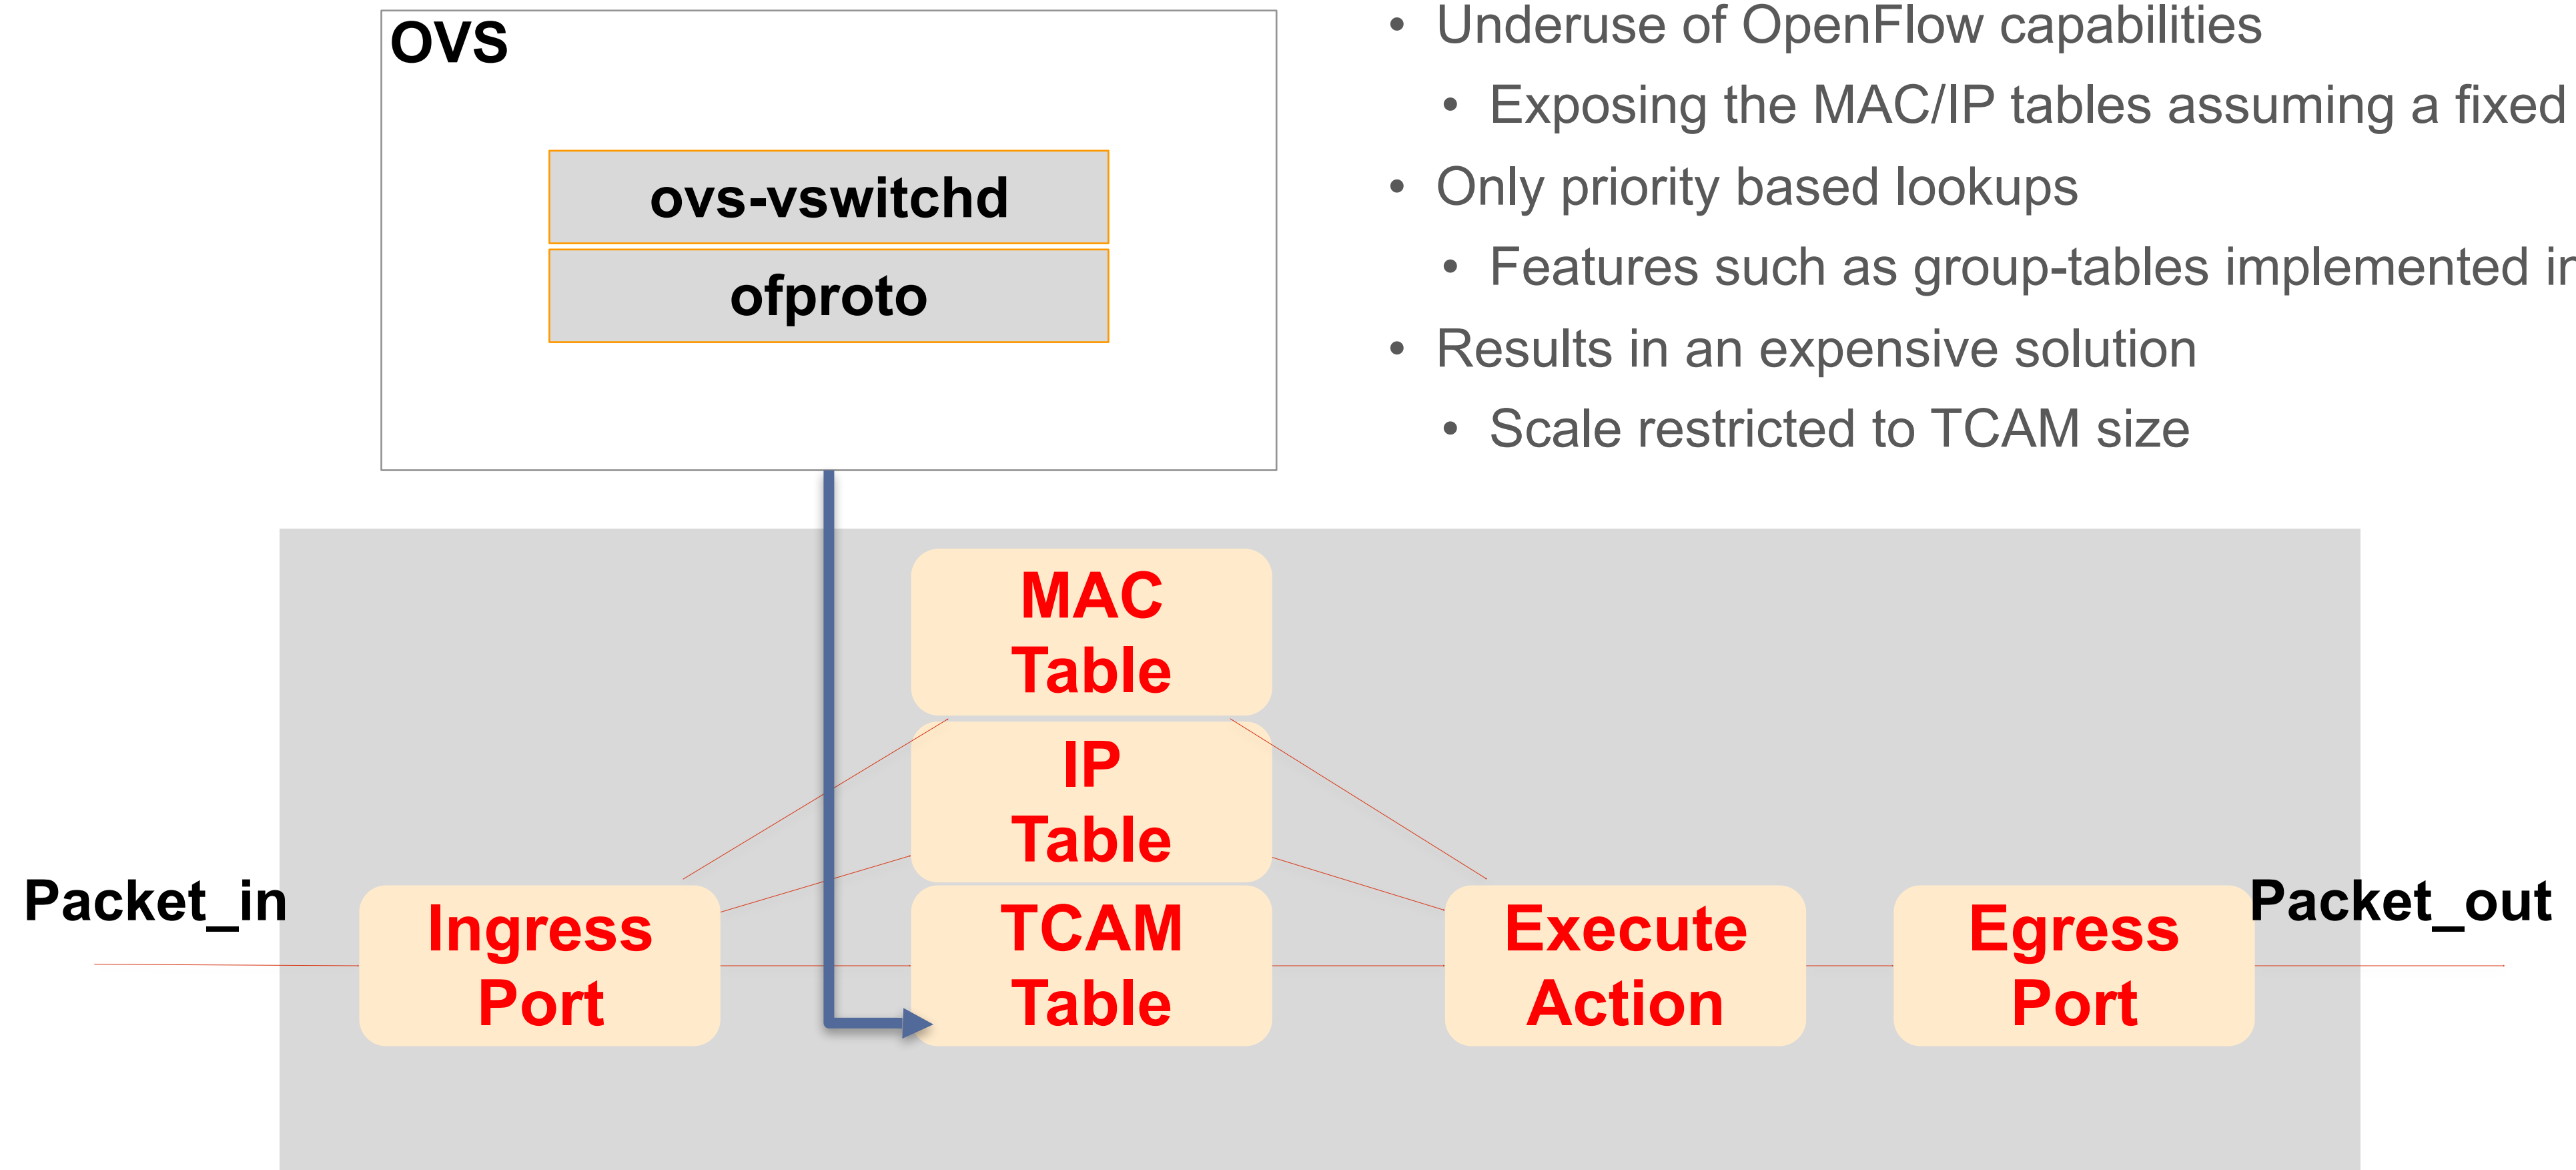 OVS
ovs-vswitchd
ofproto
• Underuse of OpenFlow capabilities
• Exposing the MAC/IP tables assuming a fixed
• Only priority based lookups
• Features such as group-tables implemented in
• Results in an expensive solution
• Scale restricted to TCAM size
MAC
Table
IP
Table
Packet_in
Ingress
Port
TCAM
Table
Execute
Action
Egress
Port
Packet_out